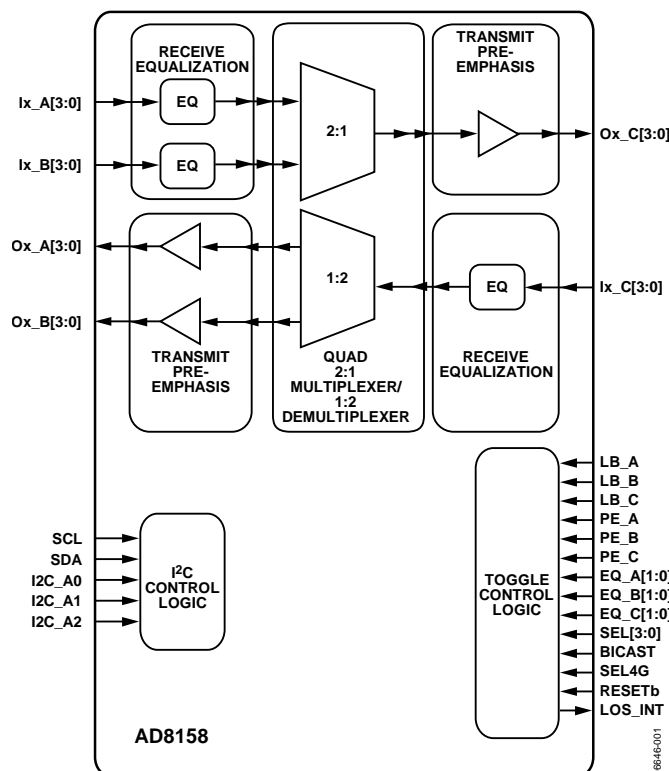 RECEIVE
EQUALIZATION
TRANSMIT
PRE-
EMPHASIS
Ix_A[3:0]
EQ
2:1
Ox_C[3:0]
Ix_B[3:0]
EQ
Ox_A[3:0]
1:2
EQ
Ix_C[3:0]
Ox_B[3:0]
TRANSMIT
PRE-
EMPHASIS
QUAD
2:1
MULTIPLEXER/
1:2
DEMULTIPLEXER
RECEIVE
EQUALIZATION
SCL
SDA
I2C_A0
I2C_A1
I2C_A2
I²C
CONTROL
LOGIC
TOGGLE
CONTROL
LOGIC
LB_A
LB_B
LB_C
PE_A
PE_B
PE_C
EQ_A[1:0]
EQ_B[1:0]
EQ_C[1:0]
SEL[3:0]
BICAST
SEL4G
RESETb
LOS_INT
AD8158
6646-001